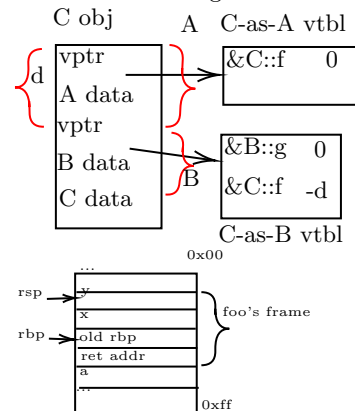 C obj
A
C-as-A vtbl
vptr
&C::f 0
d
A data
vptr
&B::g 0
B data
B
&C::f -d
C data
C-as-B vtbl
0x00
...
rsp
y
x
foo's frame
rbp
old rbp
ret addr
a
...
0xff